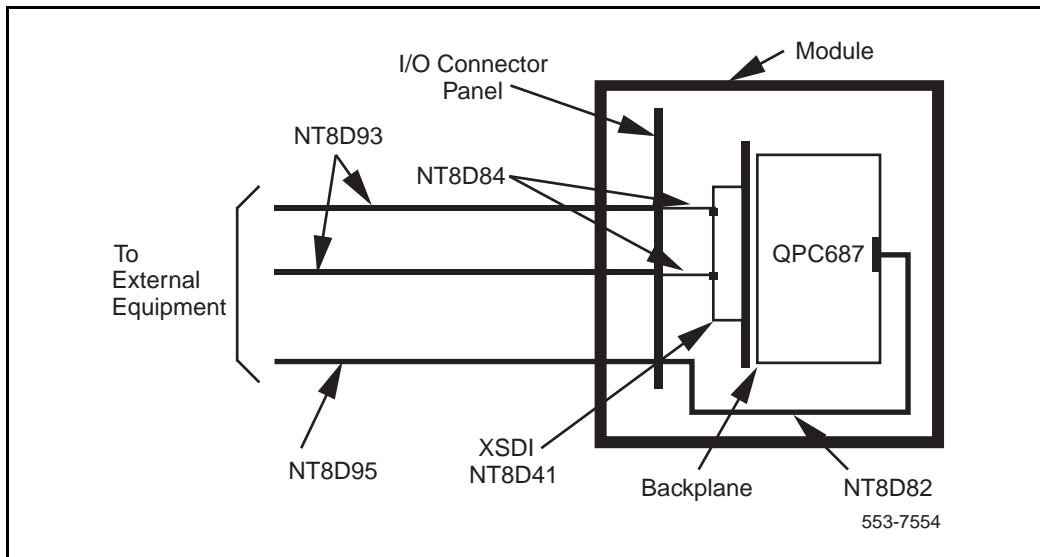 Module
I/O Connector
Panel
NT8D93
NT8D84
To
External
Equipment
QPC687
NT8D95
XSDI
NT8D41
Backplane
NT8D82
553-7554